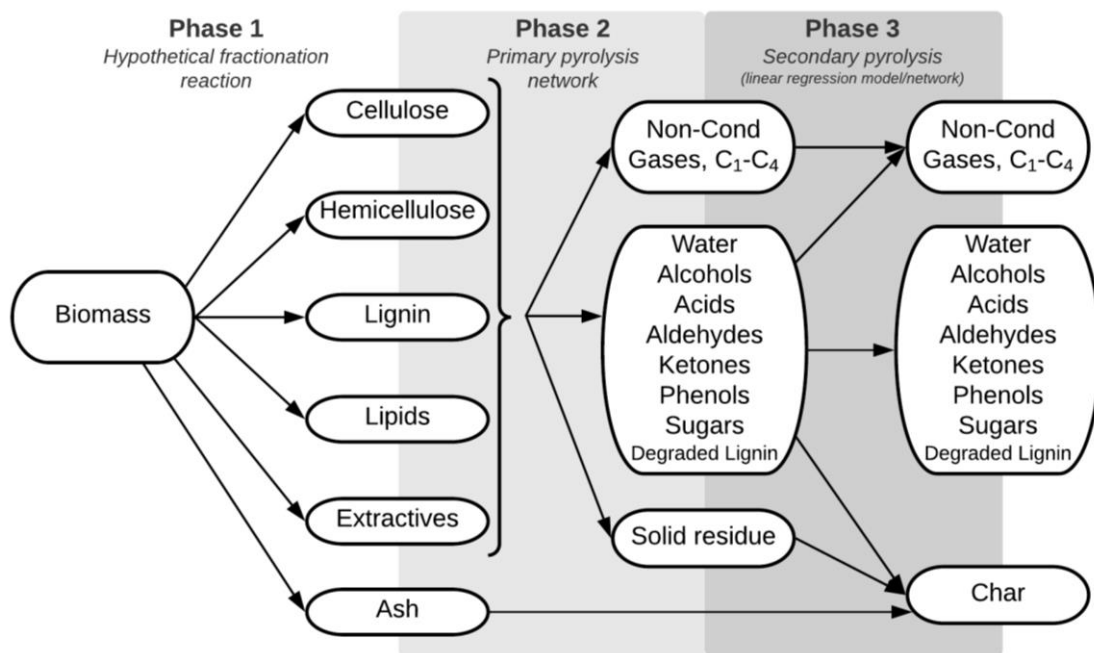 Phase 1
Hypothetical fractionation
reaction
Phase 2
Primary pyrolysis
network
Phase 3
Secondary pyrolysis
(linear regression model/network)
Biomass
Cellulose
Hemicellulose
Lignin
Lipids
Extractives
Ash
Non-Cond
Gases, C₁-C₄
Water
Alcohols
Acids
Aldehydes
Ketones
Phenols
Sugars
Degraded Lignin
Solid residue
Non-Cond
Gases, C₁-C₄
Water
Alcohols
Acids
Aldehydes
Ketones
Phenols
Sugars
Degraded Lignin
Char